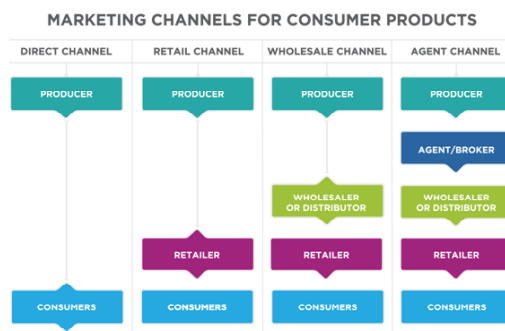 MARKETING CHANNELS FOR CONSUMER PRODUCTS
DIRECT CHANNEL RETAIL CHANNEL WHOLESALE CHANNEL AGENT CHANNEL
PRODUCER PRODUCER PRODUCER PRODUCER
AGENT/BROKER
WHOLESALER WHOLESALER
OR DISTRIBUTOR OR DISTRIBUTOR
RETAILER RETAILER RETAILER
CONSUMERS CONSUMERS CONSUMERS CONSUMERS